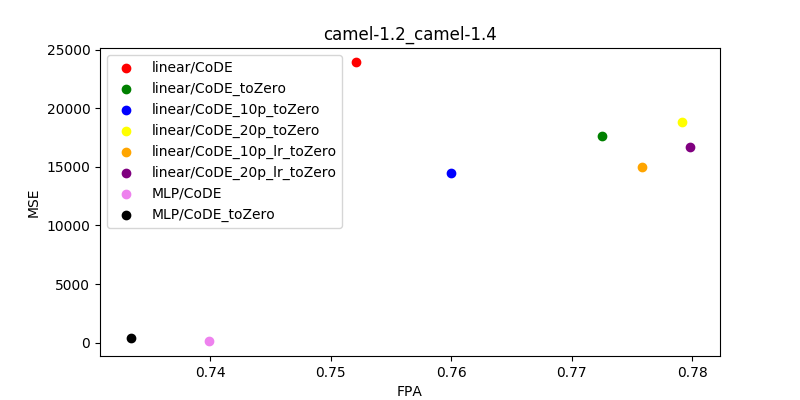 camel-1.2_camel-1.4
25000
20000
15000
10000
5000
0
MSE
linear/CoDE
linear/CoDE_toZero
linear/CoDE_10p_toZero
linear/CoDE_20p_toZero
linear/CoDE_10p_lr_toZero
linear/CoDE_20p_lr_toZero
MLP/CoDE
MLP/CoDE_toZero
0.74 0.75 0.76 0.77 0.78
FPA